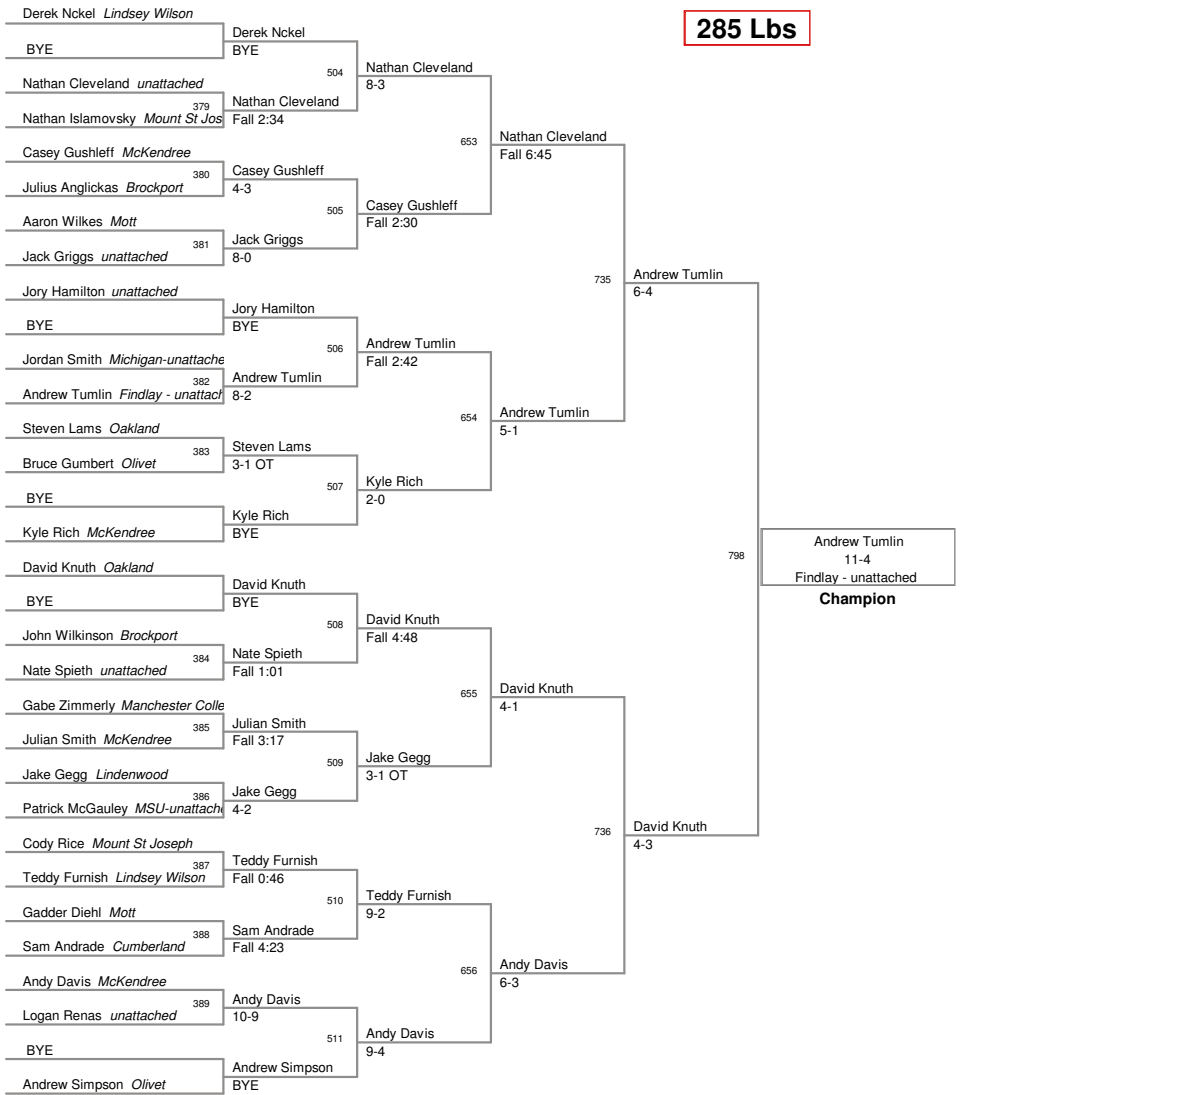 285 Lbs
Derek Nckel Lindsey Wilson
BYE
Nathan Cleveland unattached
379
Nathan Islamovsky Mount St Jos
Casey Gushleff McKendree
380
Julius Anglickas Brockport
Aaron Wilkes Mott
381
Jack Griggs unattached
Jory Hamilton unattached
BYE
Jordan Smith Michigan-unattache
382
Andrew Tumlin Findlay - unattach
Steven Lams Oakland
383
Bruce Gumbert Olivet
BYE
Kyle Rich McKendree
David Knuth Oakland
BYE
John Wilkinson Brockport
384
Nate Spieth unattached
Gabe Zimmerly Manchester Colle
385
Julian Smith McKendree
Jake Gegg Lindenwood
386
Patrick McGauley MSU-unattache
Cody Rice Mount St Joseph
387
Teddy Furnish Lindsey Wilson
Gadder Diehl Mott
388
Sam Andrade Cumberland
Andy Davis McKendree
389
Logan Renas unattached
BYE
Andrew Simpson Olivet
Derek Nckel
BYE
504
Nathan Cleveland
Fall 2:34
Casey Gushleff
4-3
505
Jack Griggs
8-0
Jory Hamilton
BYE
506
Andrew Tumlin
8-2
Steven Lams
3-1 OT
507
Kyle Rich
BYE
David Knuth
BYE
508
Nate Spieth
Fall 1:01
Julian Smith
Fall 3:17
509
Jake Gegg
4-2
Teddy Furnish
Fall 0:46
510
Sam Andrade
Fall 4:23
Andy Davis
10-9
511
Andrew Simpson
BYE
Nathan Cleveland
8-3
653
Casey Gushleff
Fall 2:30
Andrew Tumlin
Fall 2:42
654
Kyle Rich
2-0
David Knuth
Fall 4:48
655
Jake Gegg
3-1 OT
Teddy Furnish
9-2
656
Andy Davis
9-4
Nathan Cleveland
Fall 6:45
735
Andrew Tumlin
5-1
David Knuth
4-1
736
Andy Davis
6-3
Andrew Tumlin
6-4
798
David Knuth
4-3
Andrew Tumlin
11-4
Findlay - unattached
Champion